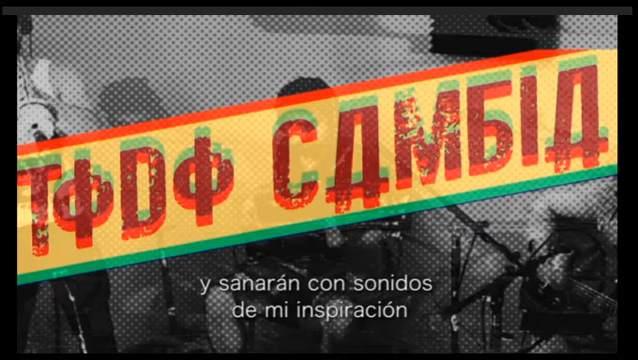 TФDФ CДMБIД
y sanarán con sonidos
de mi inspiración